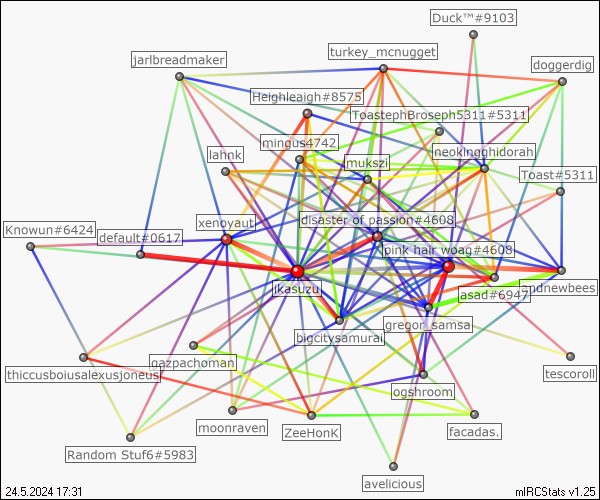 Duck™#9103
turkey_mcnugget
jarlbreadmaker
doggerdig
Heighleaigh#8575
ToastephBroseph5311#5311
mingus4742
neokingghidorah
lahnk
mukszi
Toast#5311
xenoyaut
disaster of passion#4608
Knowun#6424
default#0617
pink hair woag#4608
jkasuzu
asad#6947
andnewbees
gregor_samsa
bigcitysamurai
gazpachoman
thiccusboiusalexusjoneus
tescoroll
ogshroom
moonraven
ZeeHonK
facadas.
Random Stuf6#5983
avelicious
24.5.2024 17:31
mIRCStats v1.25